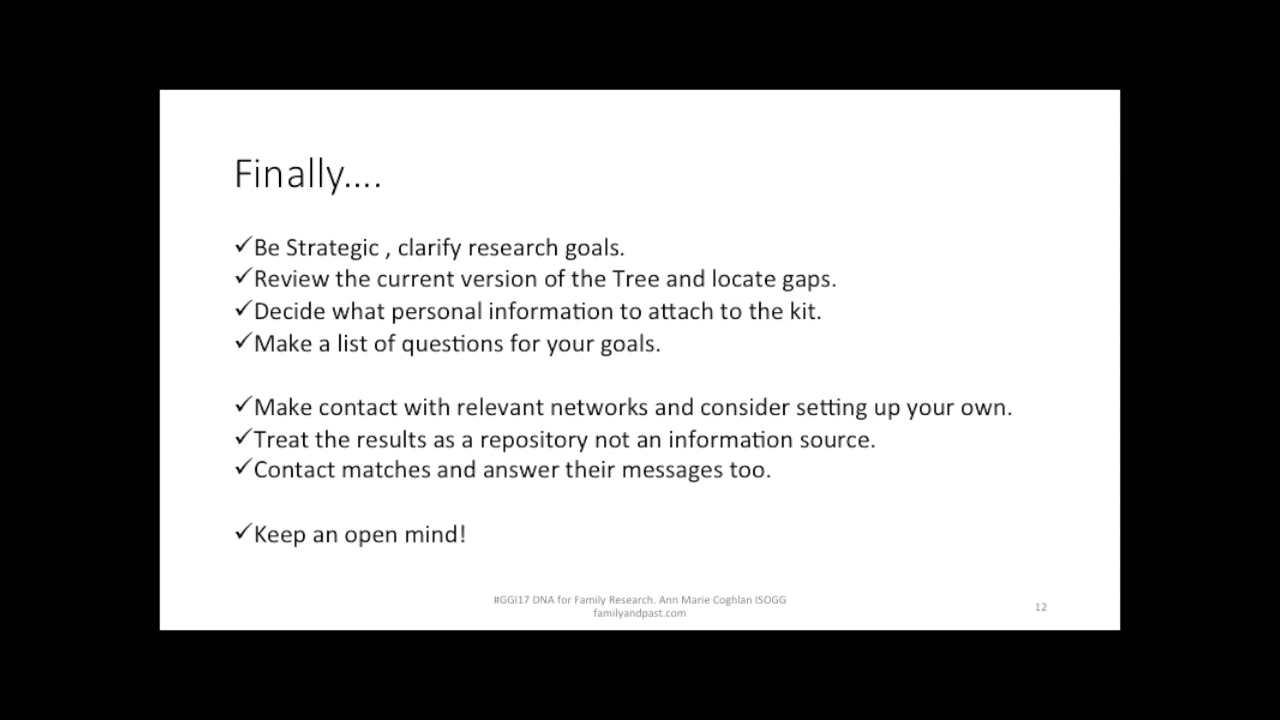 Finally....
✓Be Strategic , clarify research goals.
✓Review the current version of the Tree and locate gaps.
✓Decide what personal information to attach to the kit.
✓Make a list of questions for your goals.
✓Make contact with relevant networks and consider setting up your own.
✓Treat the results as a repository not an information source.
✓Contact matches and answer their messages too.
✓Keep an open mind!
#GGI17 DNA for Family Research. Ann Marie Coghlan ISOGG
familyandpast.com
12